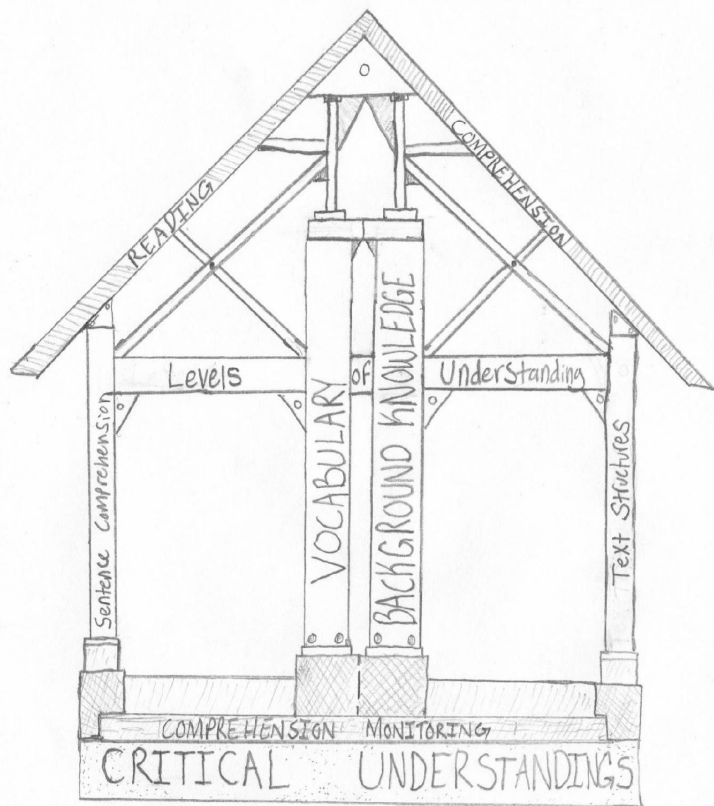 READING
COMPREHENSION
Levels of Understanding
Sentence Comprehension
VOCABULARY
BACKGROUND KNOWLEDGE
Text Structures
COMPREHENSION MONITORING
CRITICAL UNDERSTANDINGS